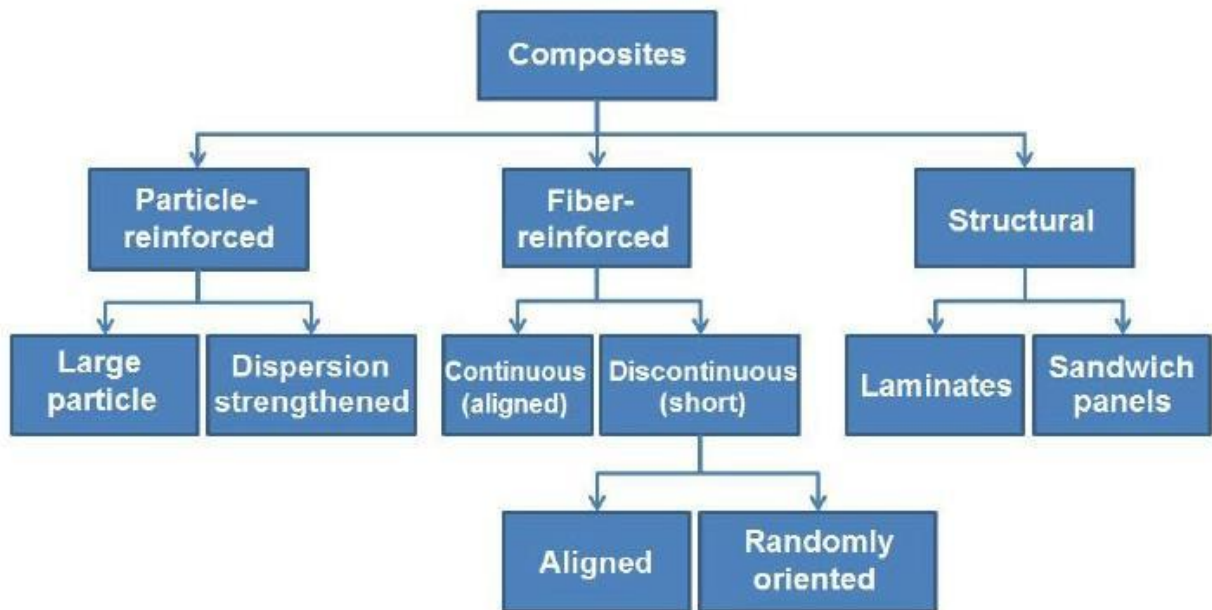 Composites
Particle-
reinforced
Fiber-
reinforced
Structural
Large
particle
Dispersion
strengthened
Continuous
(aligned)
Discontinuous
(short)
Laminates
Sandwich
panels
Aligned
Randomly
oriented